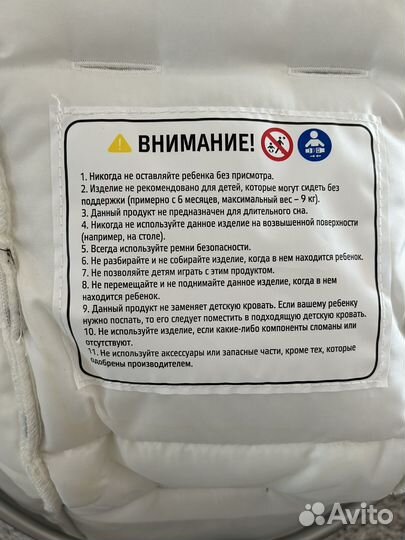 ВНИМАНИЕ!
1. Никогда не оставляйте ребенка без присмотра.
2. Изделие не рекомендовано для детей, которые могут сидеть без
поддержки (примерно с 6 месяцев, максимальный вес – 9 кг).
3. Данный продукт не предназначен для длительного сна.
4. Никогда не используйте данное изделие на возвышенной поверхности
(например, на столе).
5. Всегда используйте ремни безопасности.
6. Не разбирайте и не собирайте изделие, когда в нем находится ребенок.
7. Не позволяйте детям играть с этим продуктом.
8. Не перемещайте и не поднимайте данное изделие, когда в нем
находится ребенок.
9. Данный продукт не заменяет детскую кровать. Если вашему ребенку
нужно поспать, то его следует поместить в подходящую детскую кровать.
10. Не используйте изделие, если какие-либо компоненты сломаны или
отсутствуют.
11. Не используйте аксессуары или запасные части, кроме тех, которые
одобрены производителем.
Avito